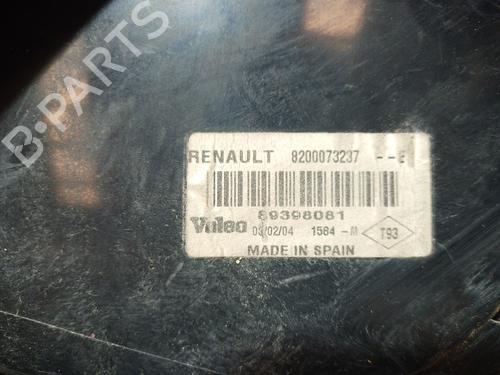 B-PARTS
RENAULT 8200073237 --E
89398081
Valeo 03/02/04 1584 -M T93
MADE IN SPAIN